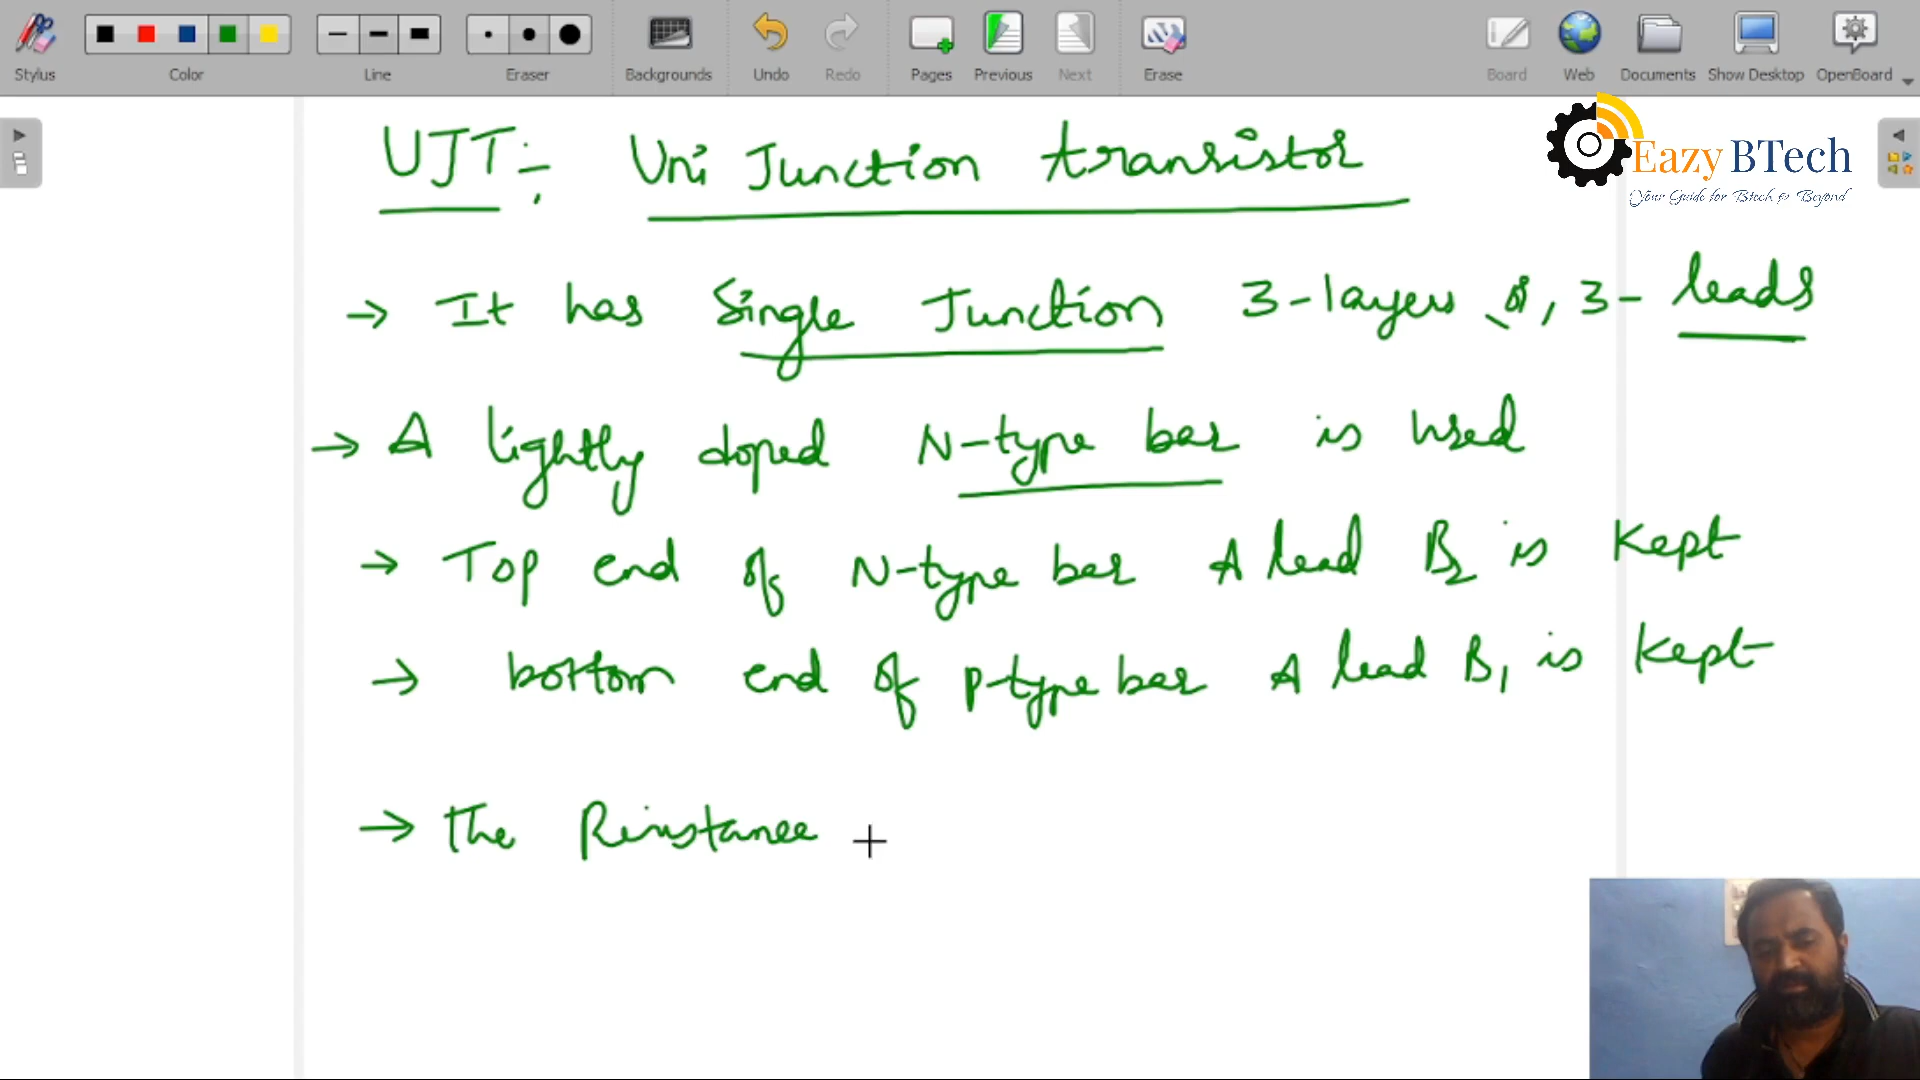 Stylus Color Line Eraser Backgrounds Undo Redo Pages Previous Next Erase Board Web Documents Show Desktop OpenBoard
Eazy BTech
Your Guide for Btech & Beyond
UJT:- Uni Junction transistor
→ It has Single Junction 3-layers &, 3- leads
→ A lightly doped N-type bar is used
→ Top end of N-type bar A lead B2 is Kept
→ bottom end of P-type bar A lead B1 is Kept
→ The Resistance